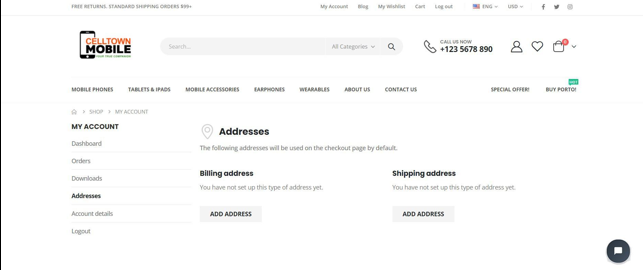 FREE RETURNS. STANDARD SHIPPING ORDERS $99+
My Account Blog My Wishlist Cart Log out ENG USD
CELLTOWN
MOBILE
Search...
All Categories
CALL US NOW
+123 5678 890
0
MOBILE PHONES TABLETS & IPADS MOBILE ACCESSORIES EARPHONES WEARABLES ABOUT US CONTACT US SPECIAL OFFER! BUY PORTO!
HOT
SHOP > MY ACCOUNT
MY ACCOUNT
Dashboard
Orders
Downloads
Addresses
Account details
Logout
Addresses
The following addresses will be used on the checkout page by default.
Billing address
You have not set up this type of address yet.
ADD ADDRESS
Shipping address
You have not set up this type of address yet.
ADD ADDRESS